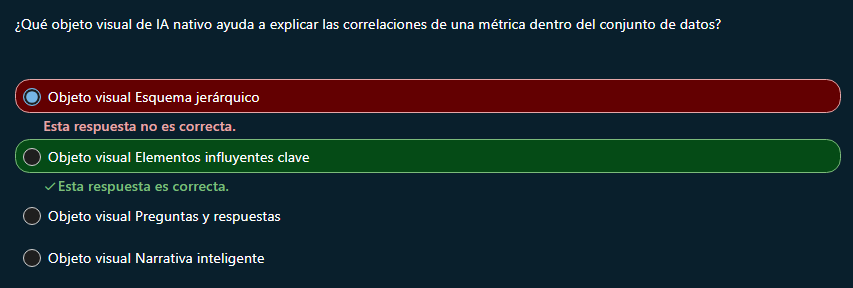 ¿Qué objeto visual de IA nativo ayuda a explicar las correlaciones de una métrica dentro del conjunto de datos?
Objeto visual Esquema jerárquico
Esta respuesta no es correcta.
Objeto visual Elementos influyentes clave
✓ Esta respuesta es correcta.
Objeto visual Preguntas y respuestas
Objeto visual Narrativa inteligente